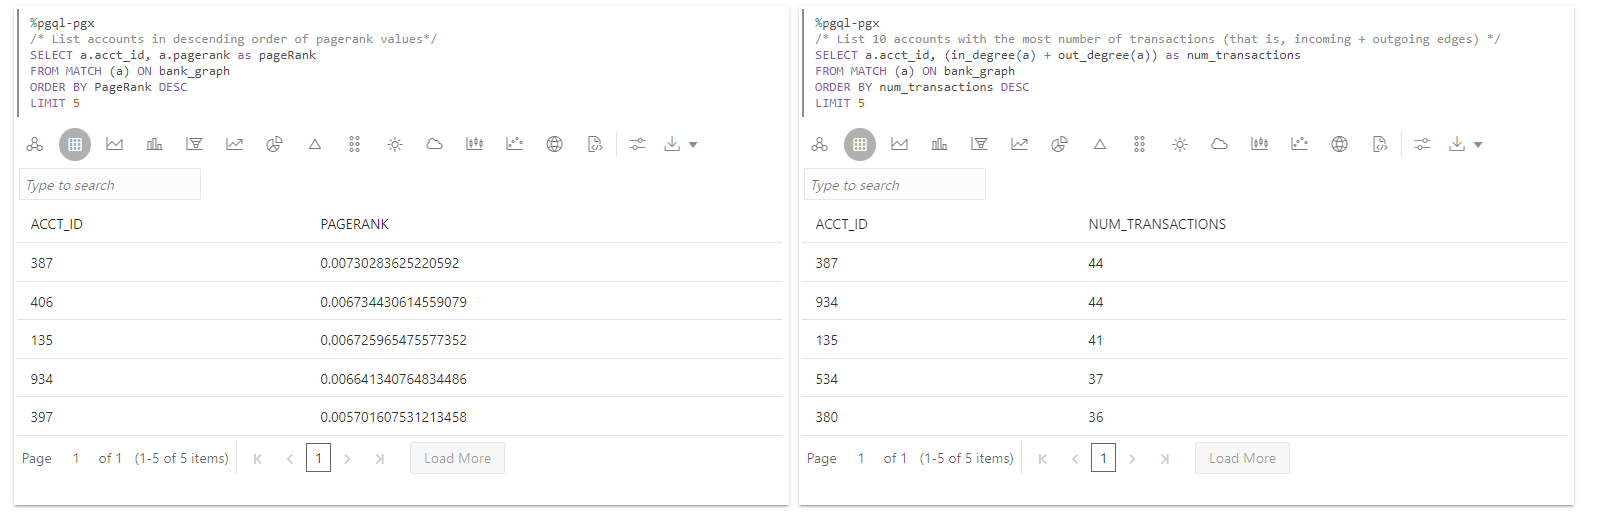 %pgql-pgx
/* List accounts in descending order of pagerank values*/
SELECT a.acct_id, a.pagerank as pageRank
FROM MATCH (a) ON bank_graph
ORDER BY PageRank DESC
LIMIT 5
Type to search
ACCT_ID PAGERANK
387 0.00730283625220592
406 0.006734430614559079
135 0.006725965475577352
934 0.006641340764834486
397 0.005701607531213458
Page 1 of 1 (1-5 of 5 items) 1 Load More
%pgql-pgx
/* List 10 accounts with the most number of transactions (that is, incoming + outgoing edges) */
SELECT a.acct_id, (in_degree(a) + out_degree(a)) as num_transactions
FROM MATCH (a) ON bank_graph
ORDER BY num_transactions DESC
LIMIT 5
Type to search
ACCT_ID NUM_TRANSACTIONS
387 44
934 44
135 41
534 37
380 36
Page 1 of 1 (1-5 of 5 items) 1 Load More